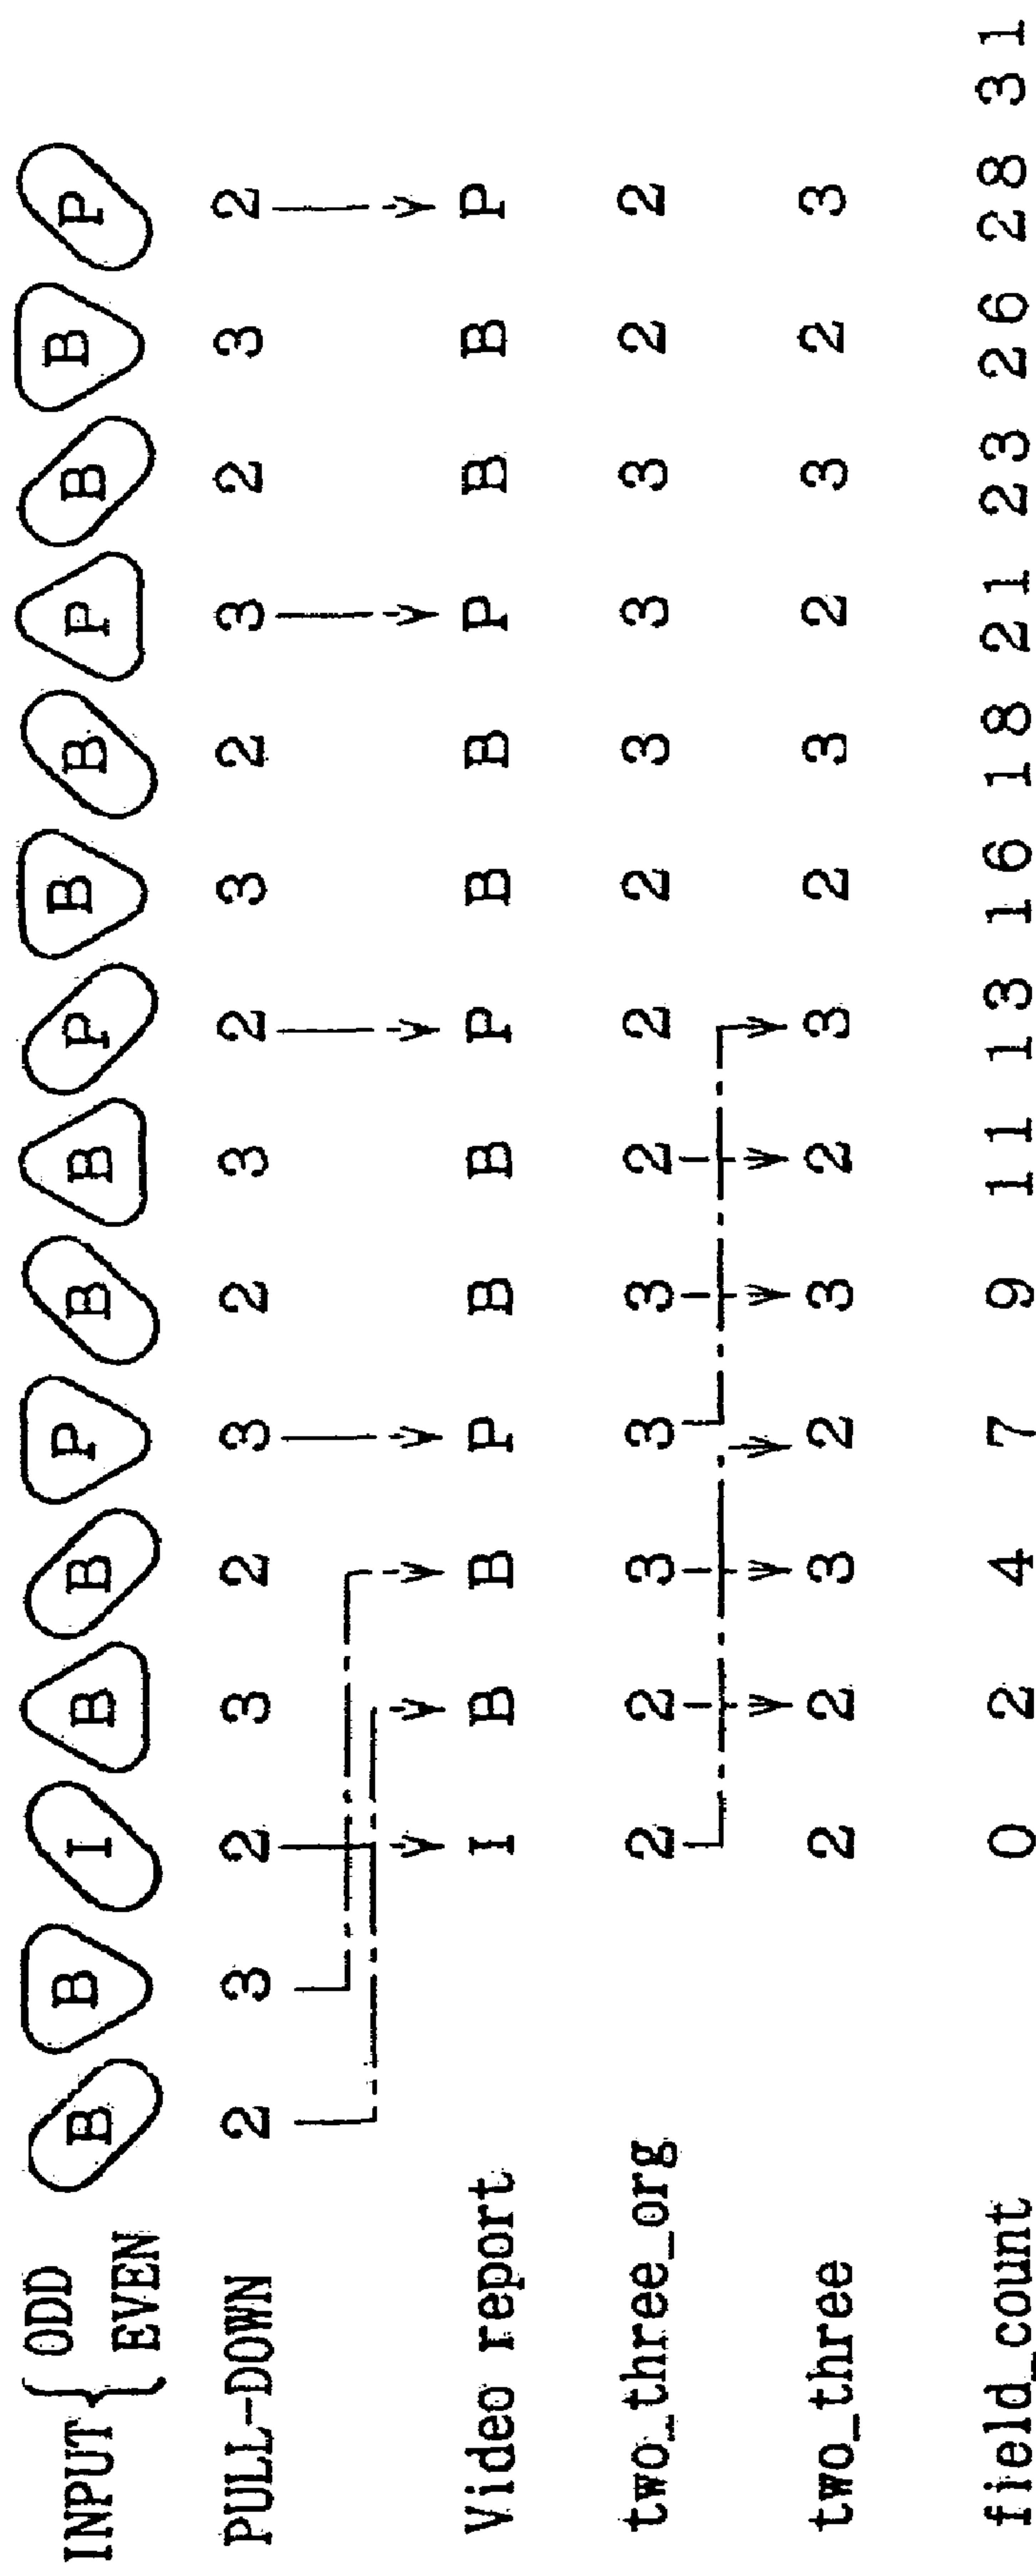 ODD
INPUT { B B I B B P B B P B B P B B P
EVEN
PULL-DOWN 2 3 2 3 2 3 2 3 2 3 2 3 2 3 2
Video report I B B P B B P B B P B B P
two_three_org 2 2 3 3 3 2 2 2 3 3 3 2 2
two_three 2 2 3 2 3 2 3 2 3 2 3 2 3
field_count 0 2 4 7 9 11 13 16 18 21 23 26 28 31